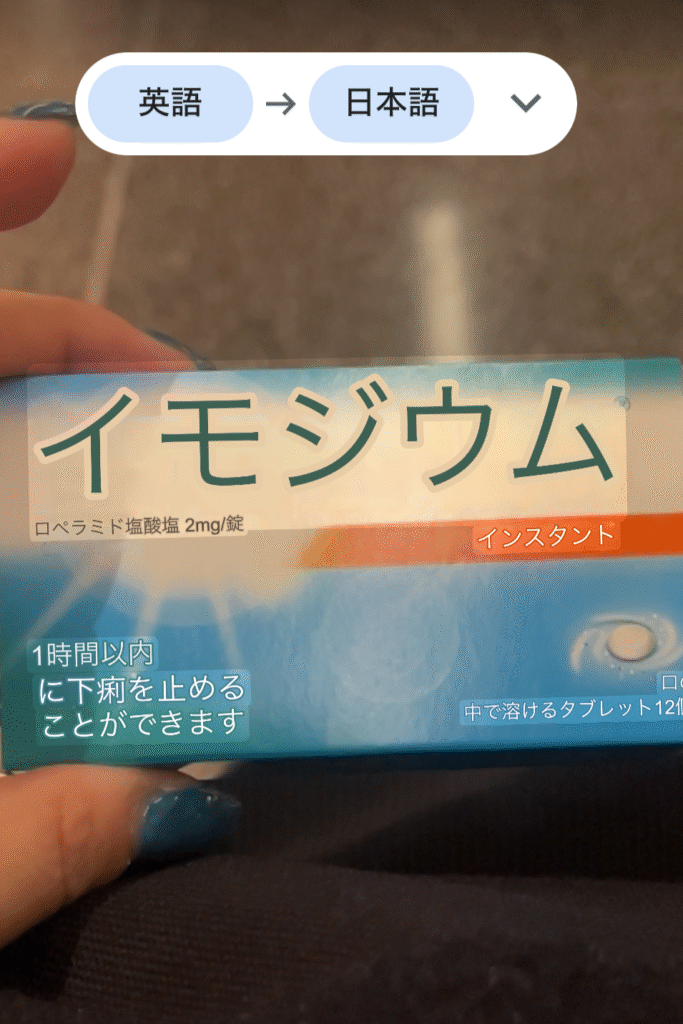 英語 → 日本語
イモジウム
ロペラミド塩酸塩 2mg/錠
インスタント
1時間以内
に下痢を止める
ことができます
口の
中で溶けるタブレット12個